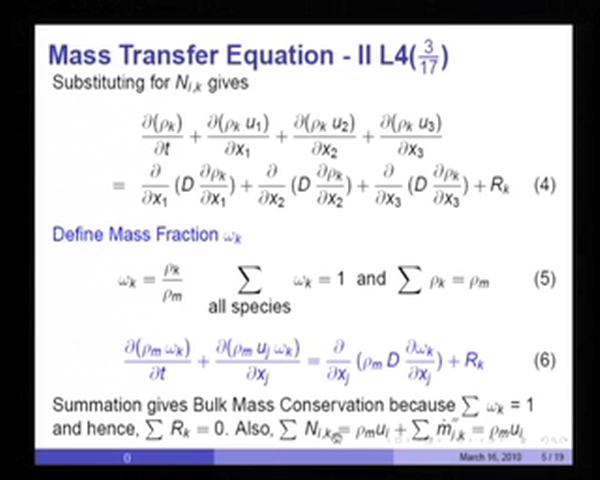 Mass Transfer Equation - II L4(3/17)
Substituting for N_{i,k} gives
∂(ρ_k)/∂t + ∂(ρ_k u_1)/∂x_1 + ∂(ρ_k u_2)/∂x_2 + ∂(ρ_k u_3)/∂x_3
= ∂/∂x_1 (D ∂ρ_k/∂x_1) + ∂/∂x_2 (D ∂ρ_k/∂x_2) + ∂/∂x_3 (D ∂ρ_k/∂x_3) + R_k (4)
Define Mass Fraction ω_k
ω_k = ρ_k/ρ_m ∑_{all species} ω_k = 1 and ∑ ρ_k = ρ_m (5)
∂(ρ_m ω_k)/∂t + ∂(ρ_m u_j ω_k)/∂x_j = ∂/∂x_j (ρ_m D ∂ω_k/∂x_j) + R_k (6)
Summation gives Bulk Mass Conservation because ∑ ω_k = 1
and hence, ∑ R_k = 0. Also, ∑ N_{i,k} = ρ_m u_i + ∑ ṁ''_{i,k} = ρ_m u_i
() March 16, 2010 5 / 19